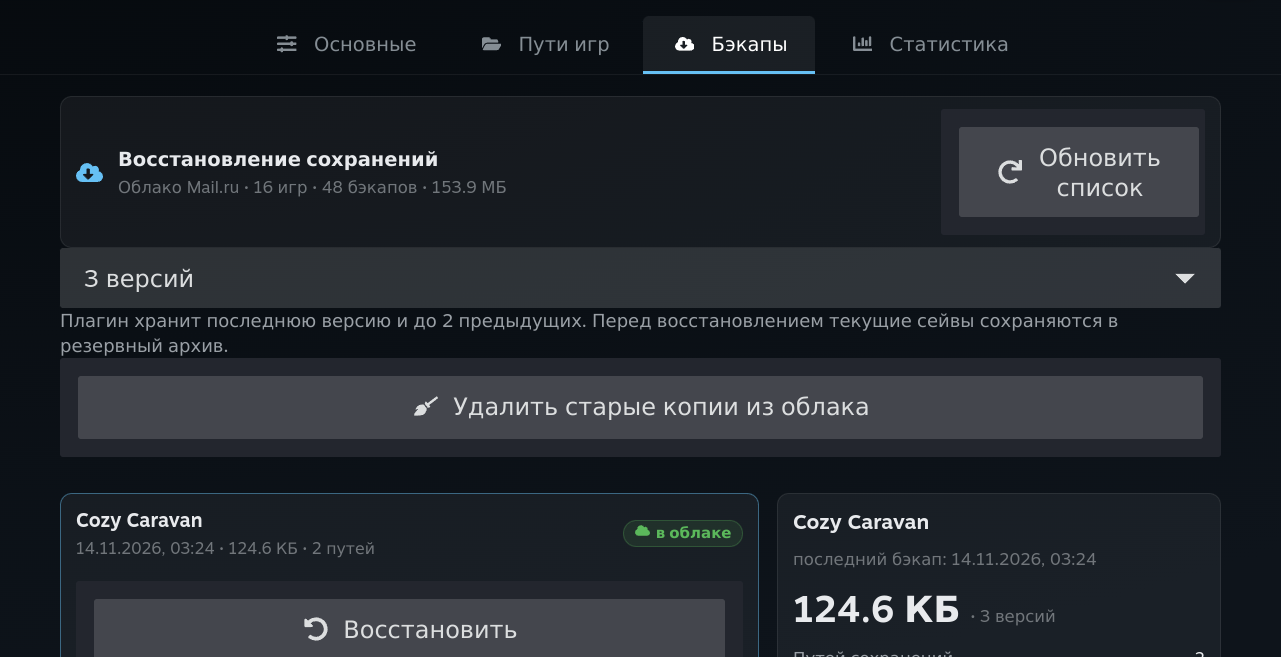 Основные Пути игр Бэкапы Статистика
Восстановление сохранений
Облако Mail.ru · 16 игр · 48 бэкапов · 153.9 МБ
Обновить
список
3 версий
Плагин хранит последнюю версию и до 2 предыдущих. Перед восстановлением текущие сейвы сохраняются в
резервный архив.
Удалить старые копии из облака
Cozy Caravan
14.11.2026, 03:24 · 124.6 КБ · 2 путей
в облаке
Восстановить
Cozy Caravan
последний бэкап: 14.11.2026, 03:24
124.6 КБ · 3 версий
Путей сохранений 2